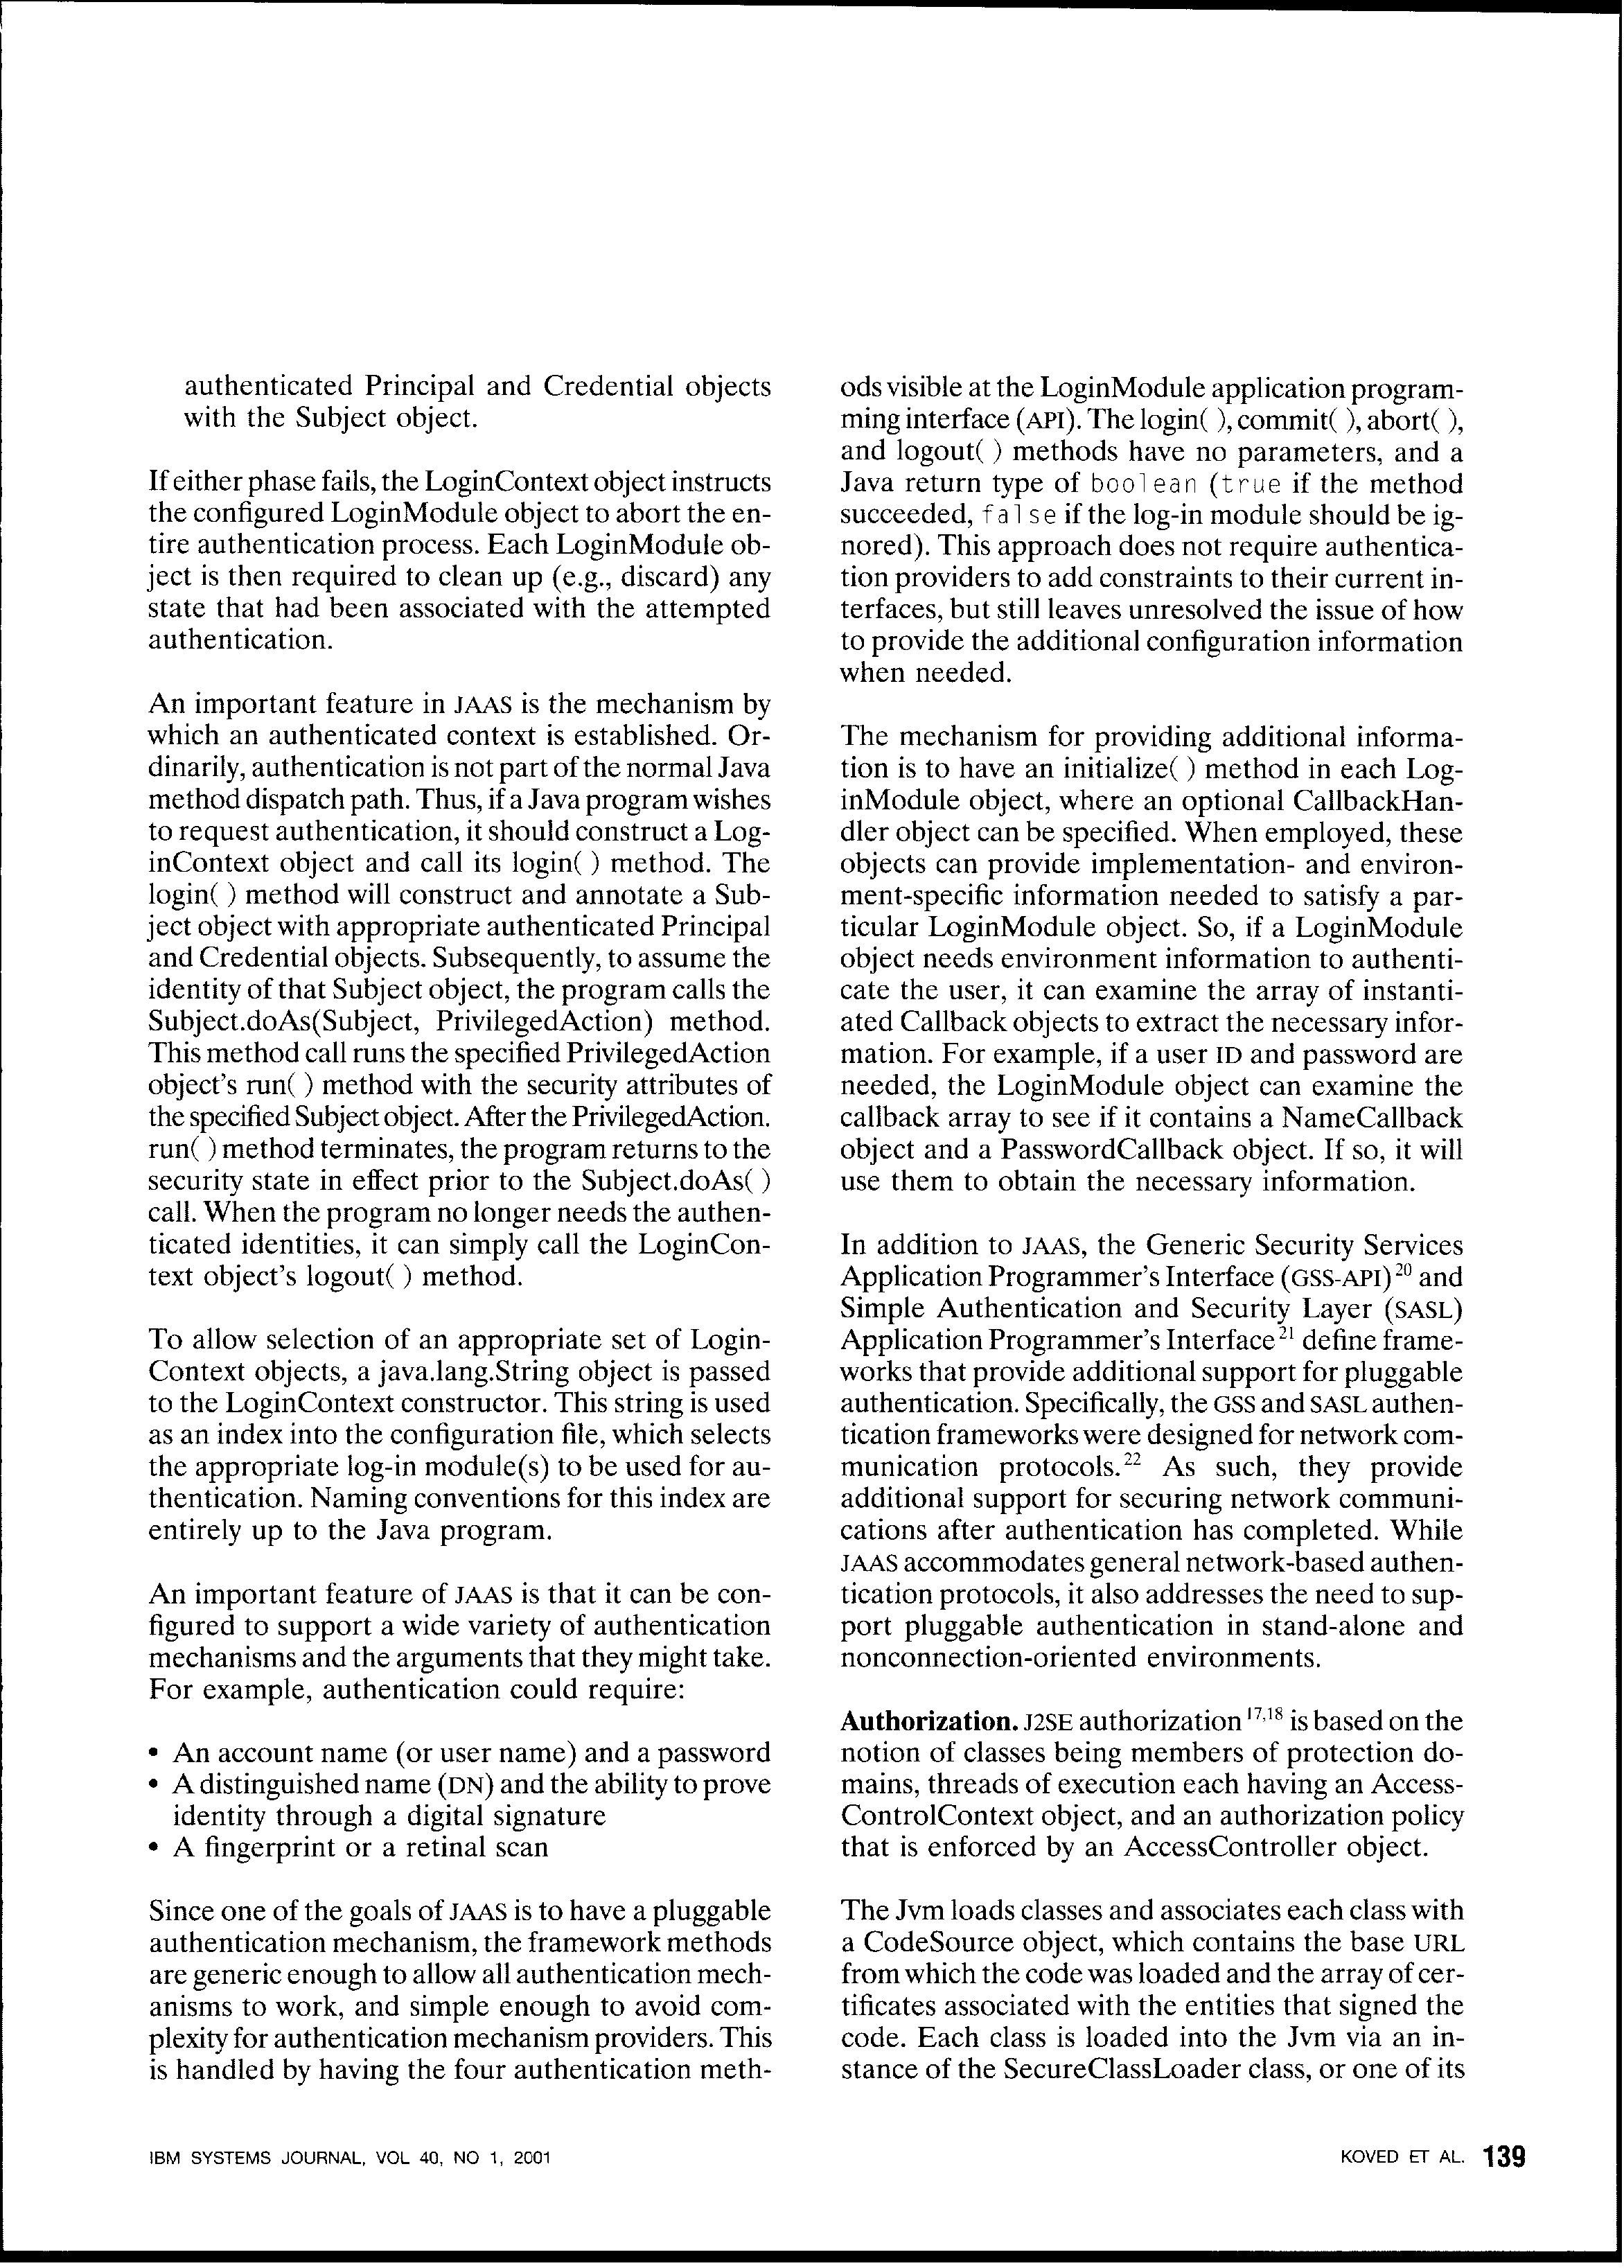 authenticated Principal and Credential objects
with the Subject object.
If either phase fails, the LoginContext object instructs
the configured LoginModule object to abort the en-
tire authentication process. Each LoginModule ob-
ject is then required to clean up (e.g., discard) any
state that had been associated with the attempted
authentication.
An important feature in JAAS is the mechanism by
which an authenticated context is established. Or-
dinarily, authentication is not part of the normal Java
method dispatch path. Thus, if a Java program wishes
to request authentication, it should construct a Log-
inContext object and call its login( ) method. The
login( ) method will construct and annotate a Sub-
ject object with appropriate authenticated Principal
and Credential objects. Subsequently, to assume the
identity of that Subject object, the program calls the
Subject.doAs(Subject, PrivilegedAction) method.
This method call runs the specified PrivilegedAction
object's run( ) method with the security attributes of
the specified Subject object. After the PrivilegedAction.
run( ) method terminates, the program returns to the
security state in effect prior to the Subject.doAs( )
call. When the program no longer needs the authen-
ticated identities, it can simply call the LoginCon-
text object's logout( ) method.
To allow selection of an appropriate set of Login-
Context objects, a java.lang.String object is passed
to the LoginContext constructor. This string is used
as an index into the configuration file, which selects
the appropriate log-in module(s) to be used for au-
thentication. Naming conventions for this index are
entirely up to the Java program.
An important feature of JAAS is that it can be con-
figured to support a wide variety of authentication
mechanisms and the arguments that they might take.
For example, authentication could require:
• An account name (or user name) and a password
• A distinguished name (DN) and the ability to prove
identity through a digital signature
• A fingerprint or a retinal scan
Since one of the goals of JAAS is to have a pluggable
authentication mechanism, the framework methods
are generic enough to allow all authentication mech-
anisms to work, and simple enough to avoid com-
plexity for authentication mechanism providers. This
is handled by having the four authentication meth-
ods visible at the LoginModule application program-
ming interface (API). The login( ), commit( ), abort( ),
and logout( ) methods have no parameters, and a
Java return type of boolean (true if the method
succeeded, false if the log-in module should be ig-
nored). This approach does not require authentica-
tion providers to add constraints to their current in-
terfaces, but still leaves unresolved the issue of how
to provide the additional configuration information
when needed.
The mechanism for providing additional informa-
tion is to have an initialize( ) method in each Log-
inModule object, where an optional CallbackHan-
dler object can be specified. When employed, these
objects can provide implementation- and environ-
ment-specific information needed to satisfy a par-
ticular LoginModule object. So, if a LoginModule
object needs environment information to authenti-
cate the user, it can examine the array of instanti-
ated Callback objects to extract the necessary infor-
mation. For example, if a user ID and password are
needed, the LoginModule object can examine the
callback array to see if it contains a NameCallback
object and a PasswordCallback object. If so, it will
use them to obtain the necessary information.
In addition to JAAS, the Generic Security Services
Application Programmer's Interface (GSS-API)20 and
Simple Authentication and Security Layer (SASL)
Application Programmer's Interface21 define frame-
works that provide additional support for pluggable
authentication. Specifically, the GSS and SASL authen-
tication frameworks were designed for network com-
munication protocols.22 As such, they provide
additional support for securing network communi-
cations after authentication has completed. While
JAAS accommodates general network-based authen-
tication protocols, it also addresses the need to sup-
port pluggable authentication in stand-alone and
nonconnection-oriented environments.
Authorization. J2SE authorization17,18 is based on the
notion of classes being members of protection do-
mains, threads of execution each having an Access-
ControlContext object, and an authorization policy
that is enforced by an AccessController object.
The Jvm loads classes and associates each class with
a CodeSource object, which contains the base URL
from which the code was loaded and the array of cer-
tificates associated with the entities that signed the
code. Each class is loaded into the Jvm via an in-
stance of the SecureClassLoader class, or one of its
IBM SYSTEMS JOURNAL, VOL 40, NO 1, 2001
KOVED ET AL. 139